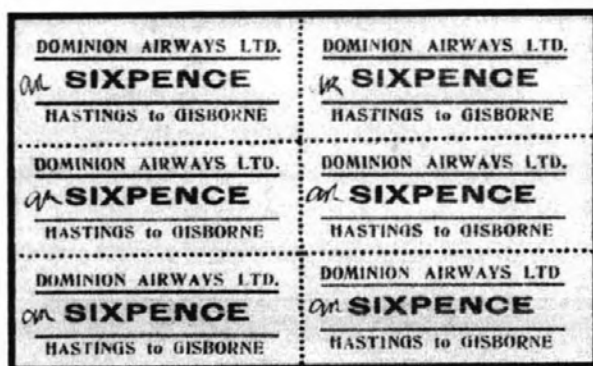 DOMINION AIRWAYS LTD. DOMINION AIRWAYS LTD.
SIXPENCE SIXPENCE
HASTINGS to GISBORNE HASTINGS to GISBORNE
DOMINION AIRWAYS LTD. DOMINION AIRWAYS LTD.
SIXPENCE SIXPENCE
HASTINGS to GISBORNE HASTINGS to GISBORNE
DOMINION AIRWAYS LTD. DOMINION AIRWAYS LTD
SIXPENCE SIXPENCE
HASTINGS to GISBORNE HASTINGS to GISBORNE